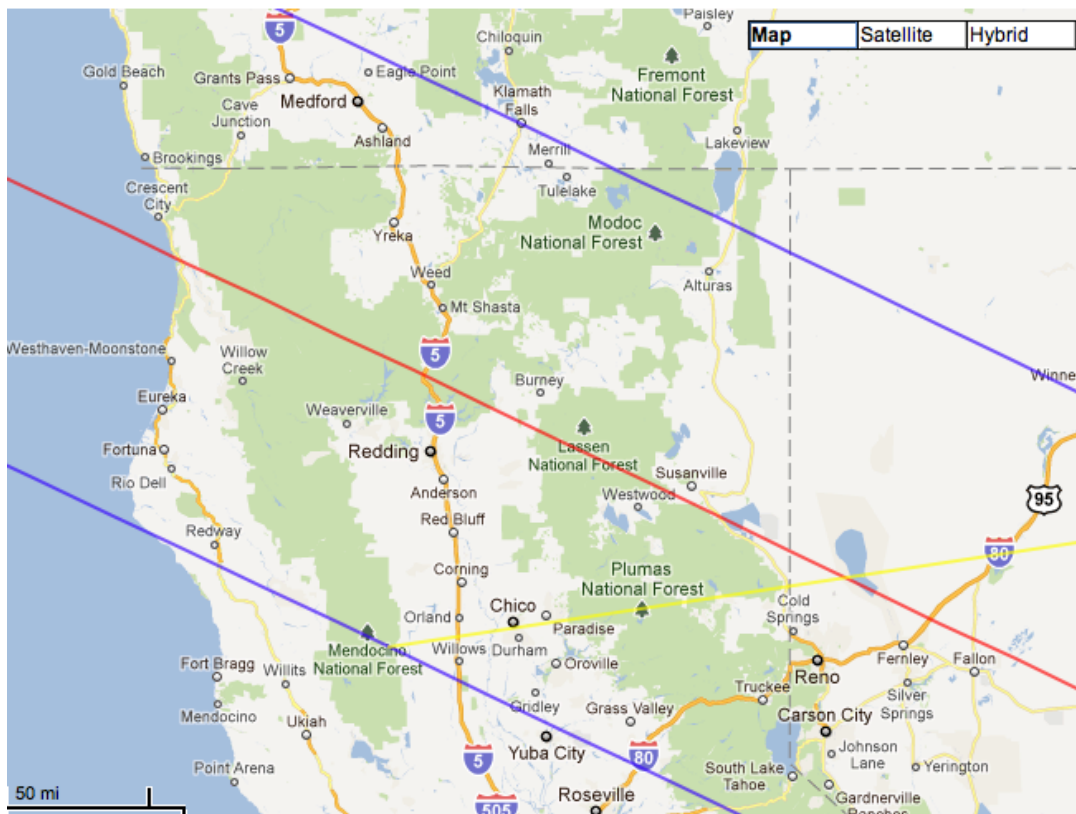 Map
Satellite
Hybrid
Paisley
5
Chiloquin
Gold Beach
Grants Pass
Eagle Point
Fremont
National Forest
Medford
Klamath
Falls
Cave
Junction
Ashland
Lakeview
Merrill
Brookings
Tulelake
Crescent
City
Modoc
National Forest
Yreka
Weed
Alturas
Mt Shasta
Westhaven-Moonstone
5
Willow
Creek
Burney
Winne
Eureka
Weaverville
5
Fortuna
Redding
Lassen
National Forest
Rio Dell
Susanville
Anderson
Westwood
95
Red Bluff
Redway
80
Corning
Plumas
National Forest
Chico
Cold
Springs
Orland
Paradise
Mendocino
National Forest
Willows
Durham
Fort Bragg
Willits
Oroville
Reno
Fernley
Fallon
Truckee
Silver
Springs
Mendocino
Gridley
Grass Valley
Carson City
Ukiah
Yuba City
Johnson
Lane
Point Arena
5
80
South Lake
Tahoe
Yerington
50 mi
Roseville
Gardnerville
Ranchos
505